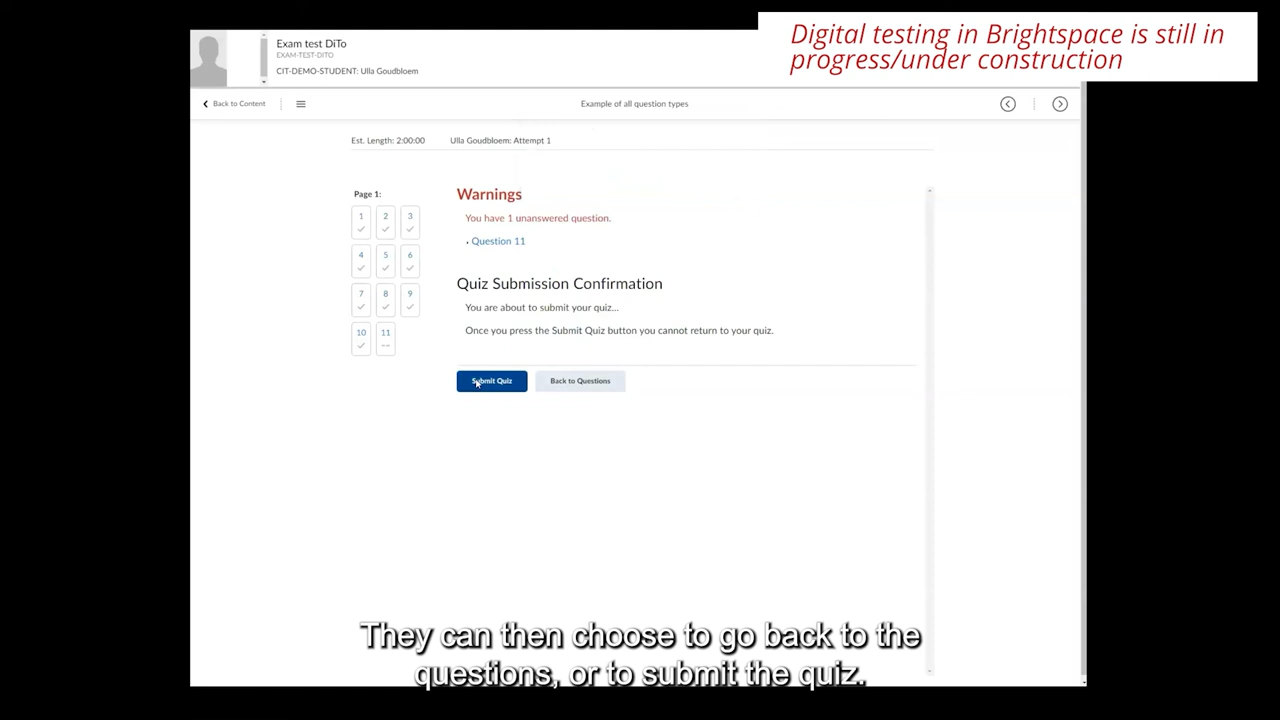 Digital testing in Brightspace is still in
progress/under construction
Exam test DiTo
EXAM-TEST-DITO
CIT-DEMO-STUDENT: Ulla Goudbloem
Back to Content
Example of all question types
Est. Length: 2:00:00 Ulla Goudbloem: Attempt 1
Page 1:
1 2 3
4 5 6
7 8 9
10 11
Warnings
You have 1 unanswered question.
Question 11
Quiz Submission Confirmation
You are about to submit your quiz...
Once you press the Submit Quiz button you cannot return to your quiz.
Submit Quiz Back to Questions
They can then choose to go back to the
questions, or to submit the quiz.